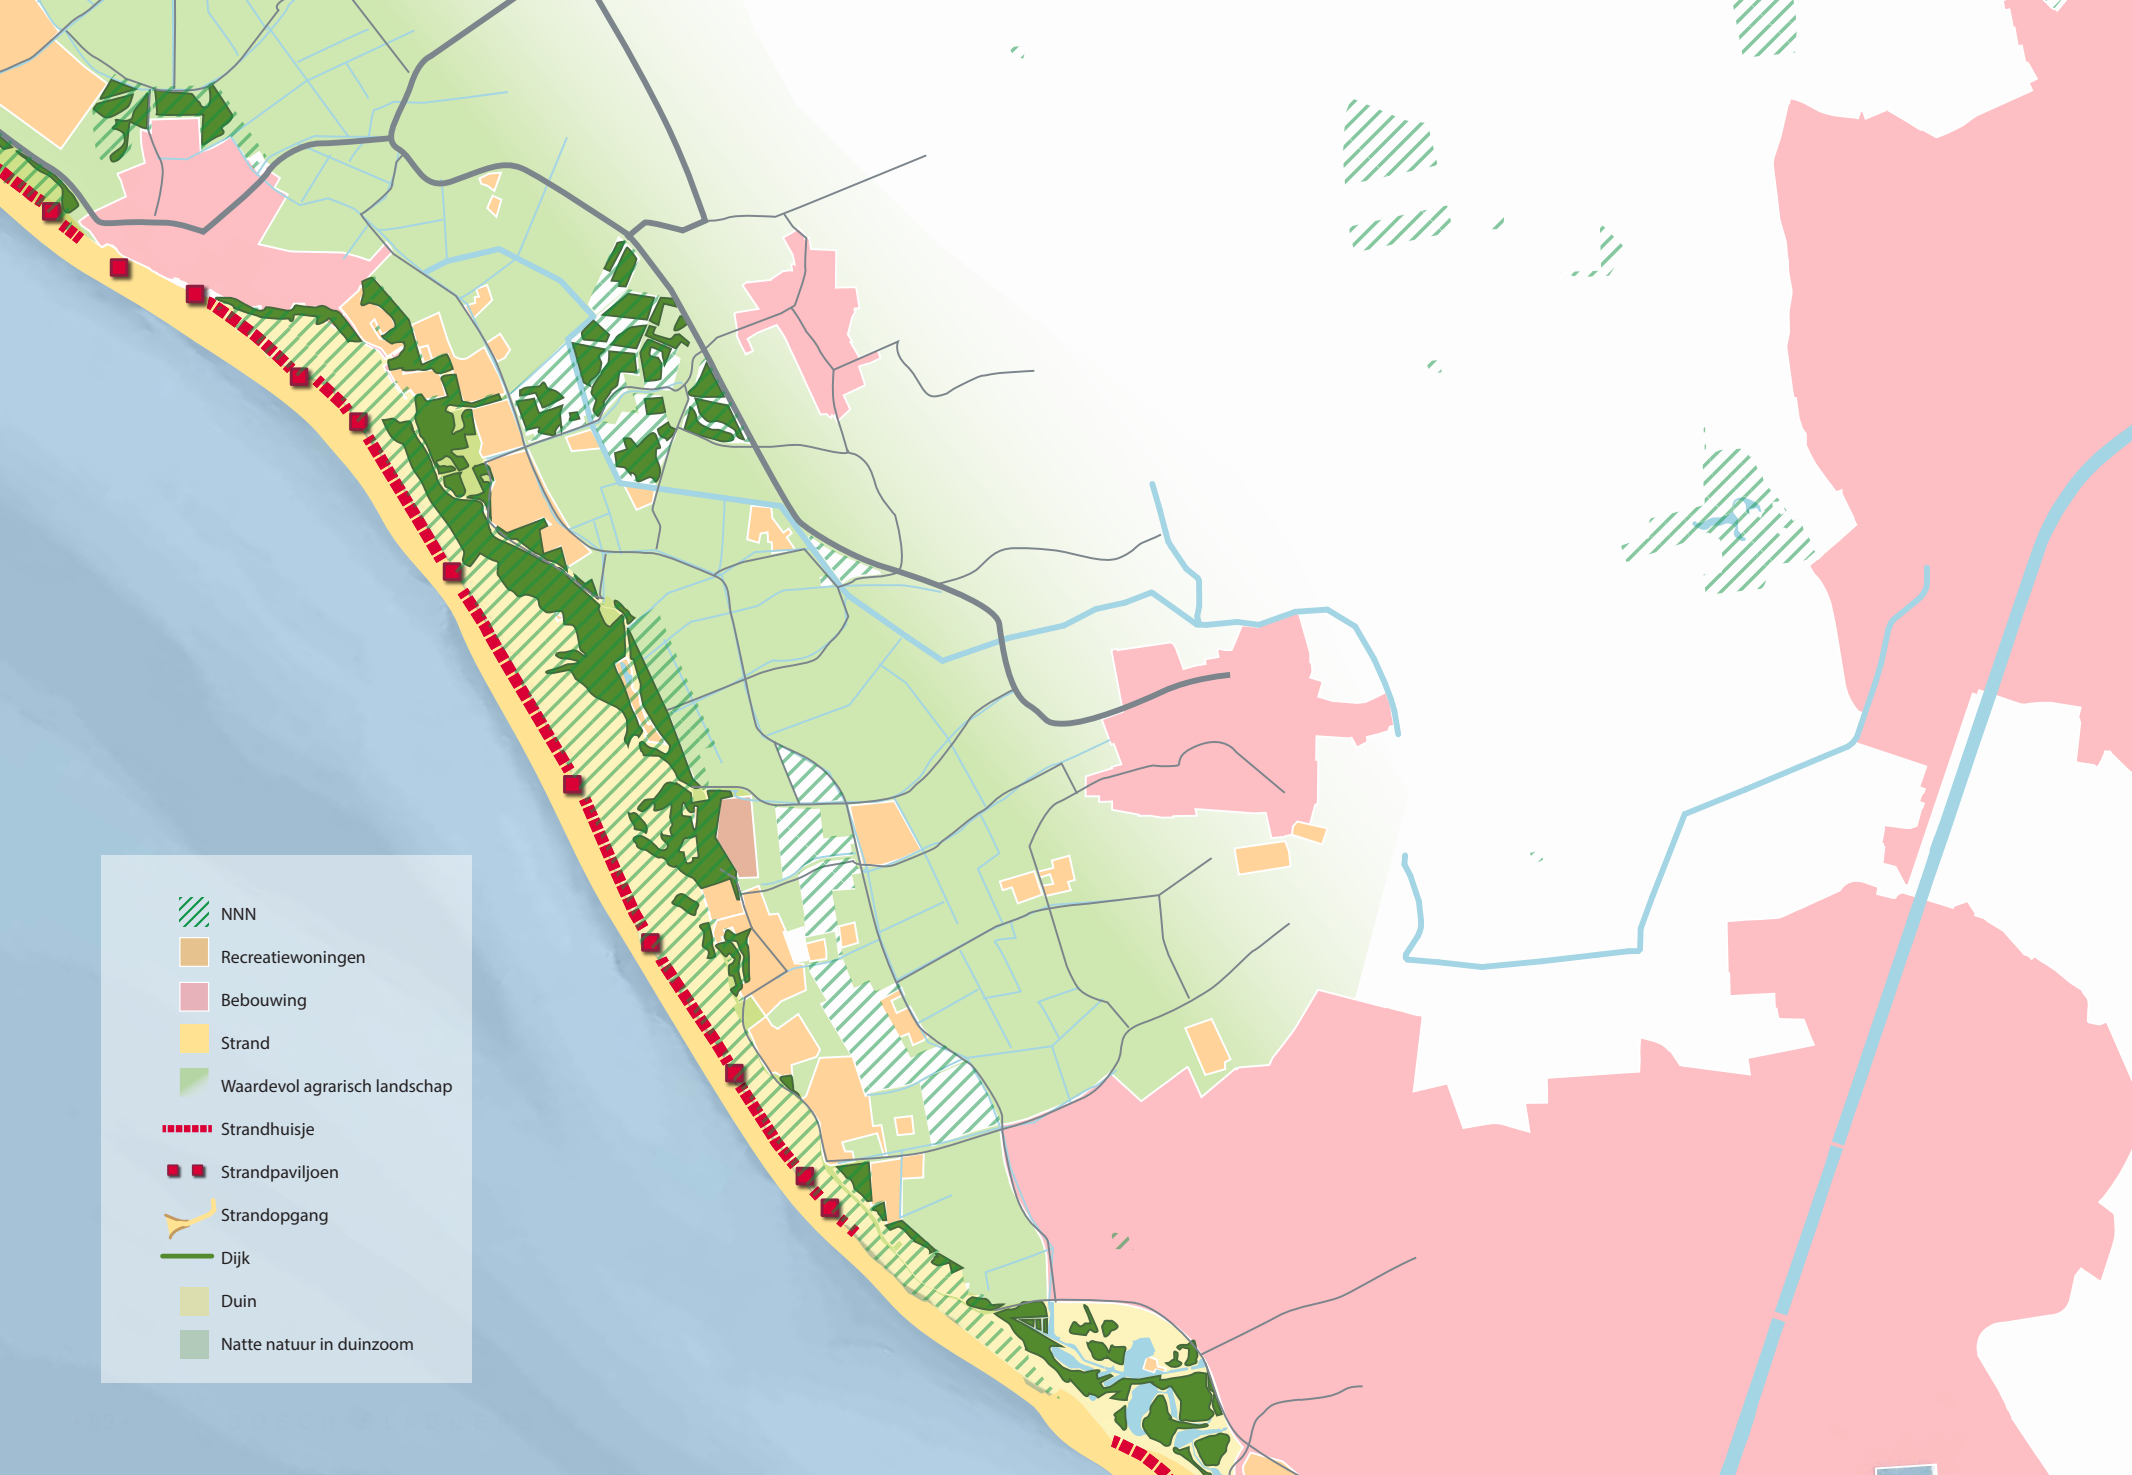 NNN
Recreatiewoningen
Bebouwing
Strand
Waardevol agrarisch landschap
Strandhuisje
Strandpaviljoen
Strandopgang
Dijk
Duin
Natte natuur in duinzoom